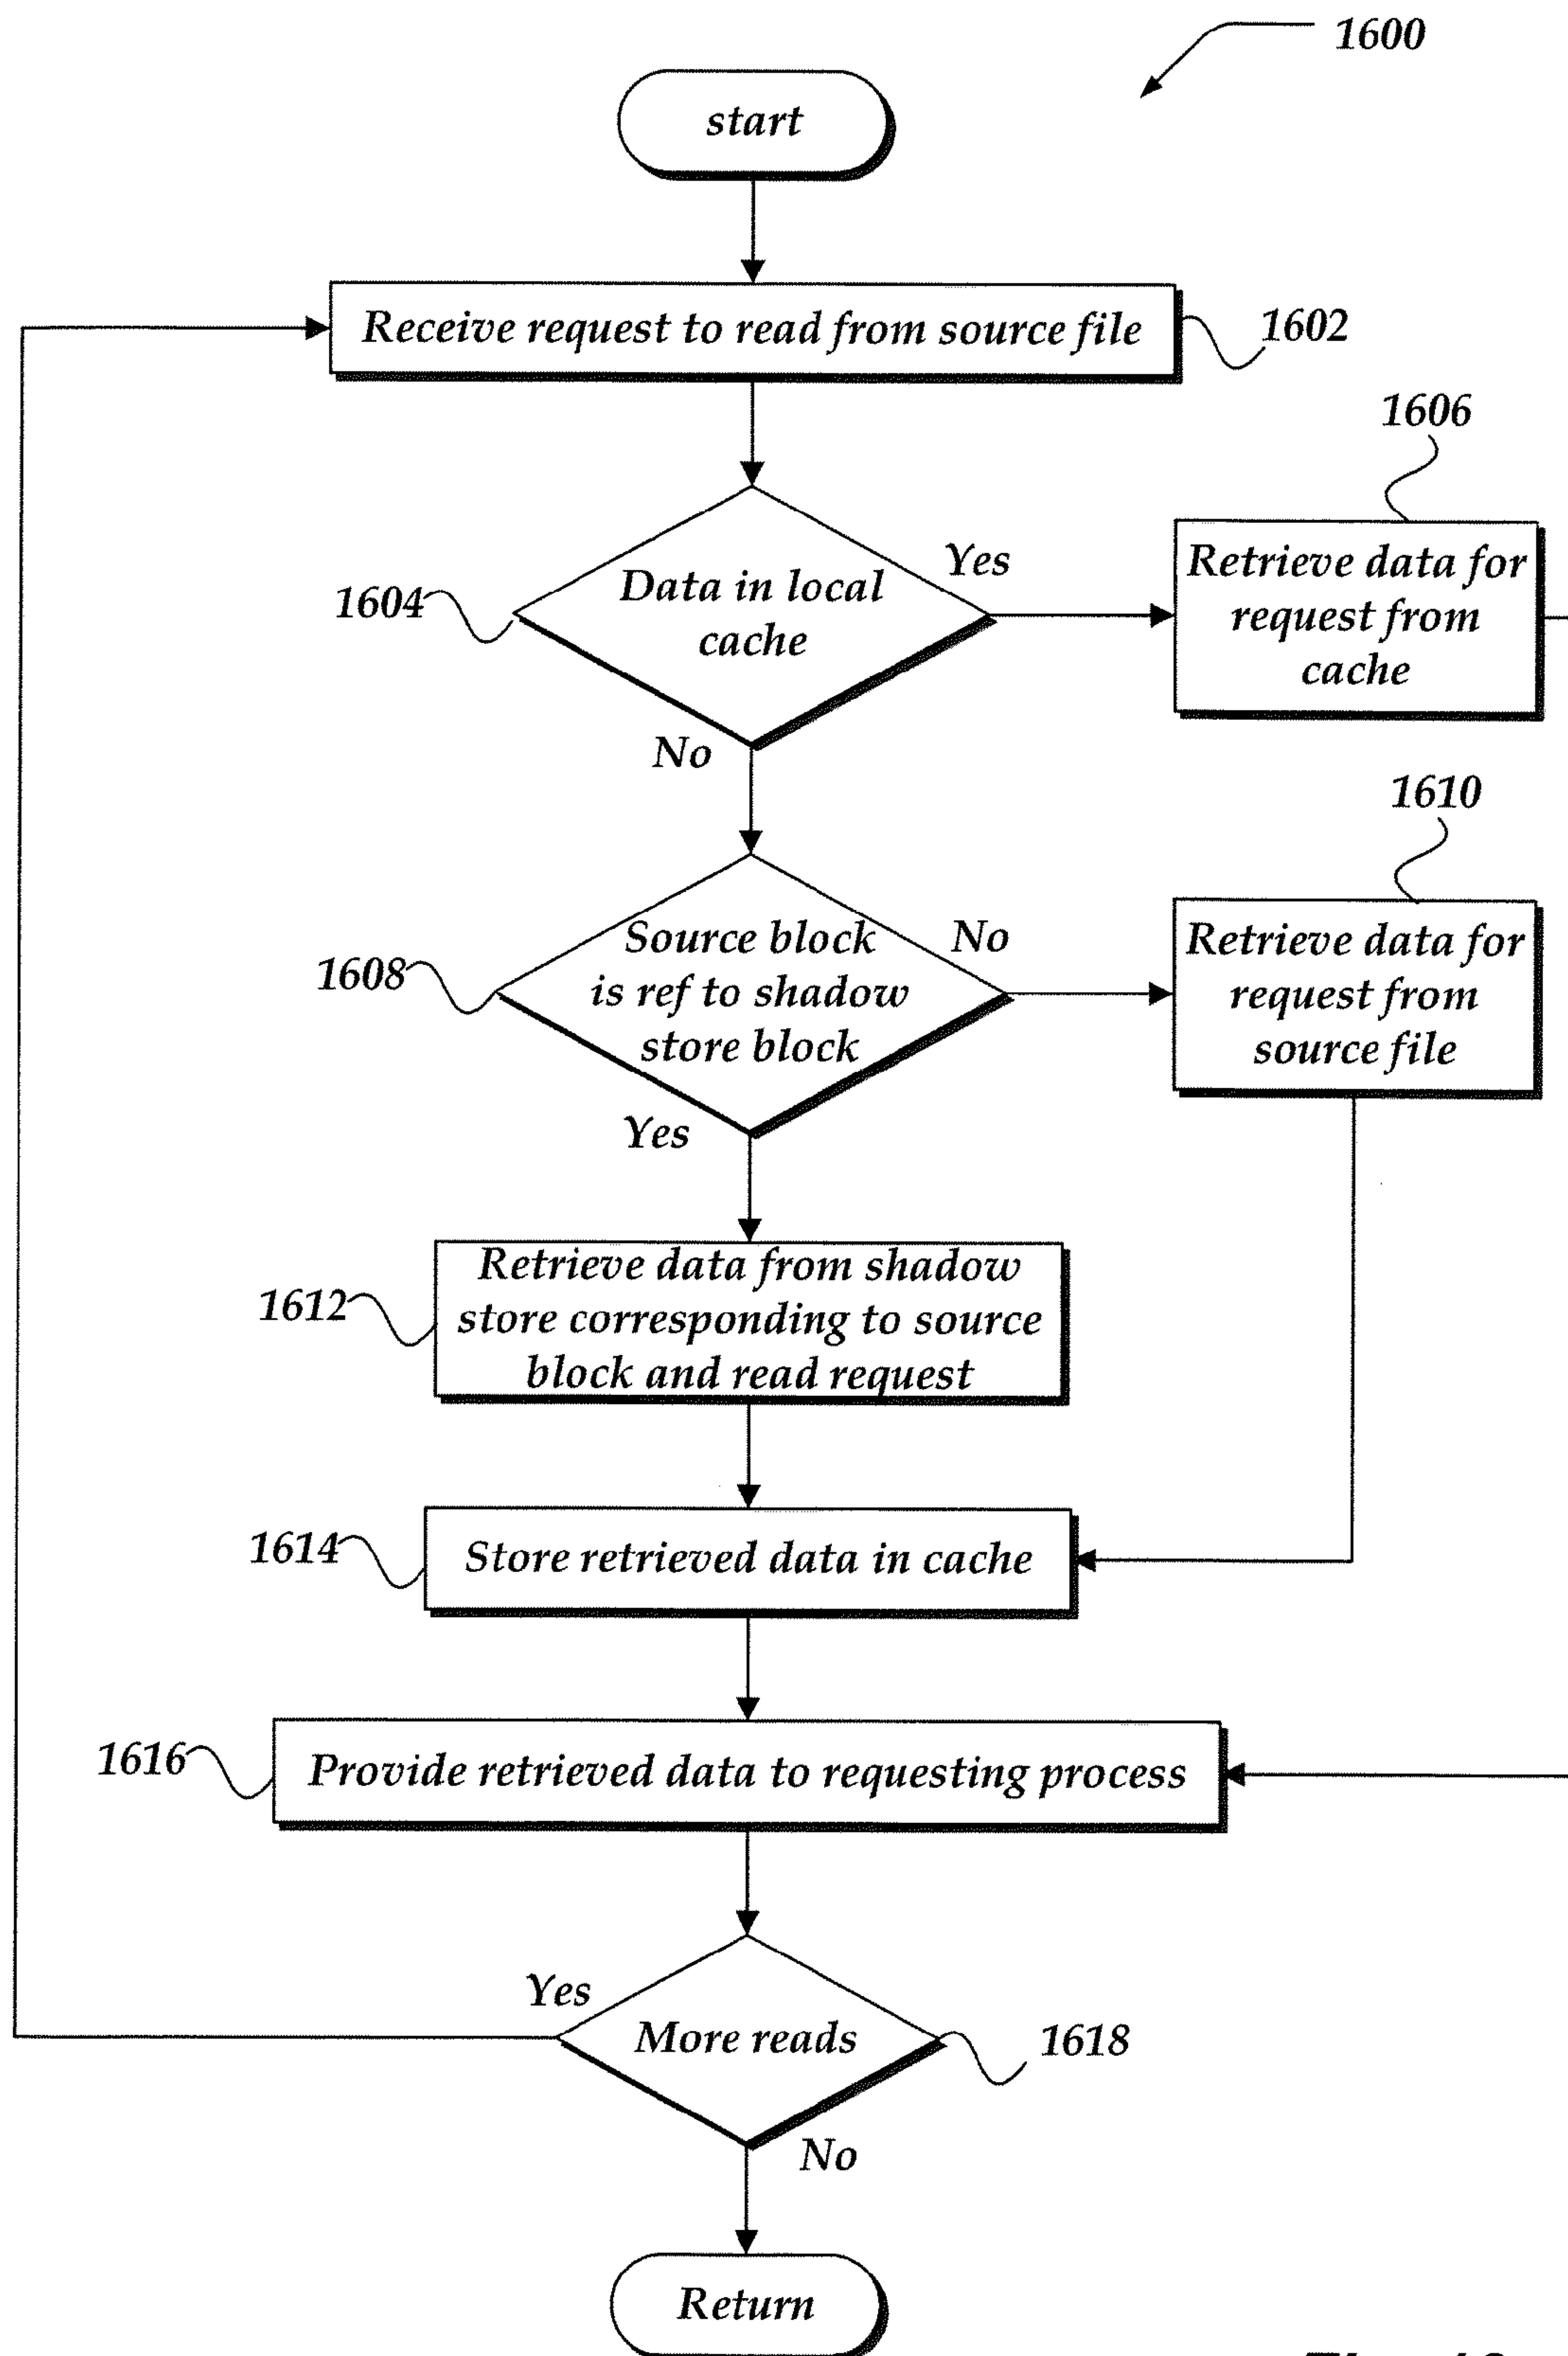 1600
start
Receive request to read from source file
1602
1606
Yes
Retrieve data for
request from
cache
1604
Data in local
cache
No
1610
1608
Source block
is ref to shadow
store block
No
Retrieve data for
request from
source file
Yes
1612
Retrieve data from shadow
store corresponding to source
block and read request
1614
Store retrieved data in cache
1616
Provide retrieved data to requesting process
Yes
More reads
1618
No
Return